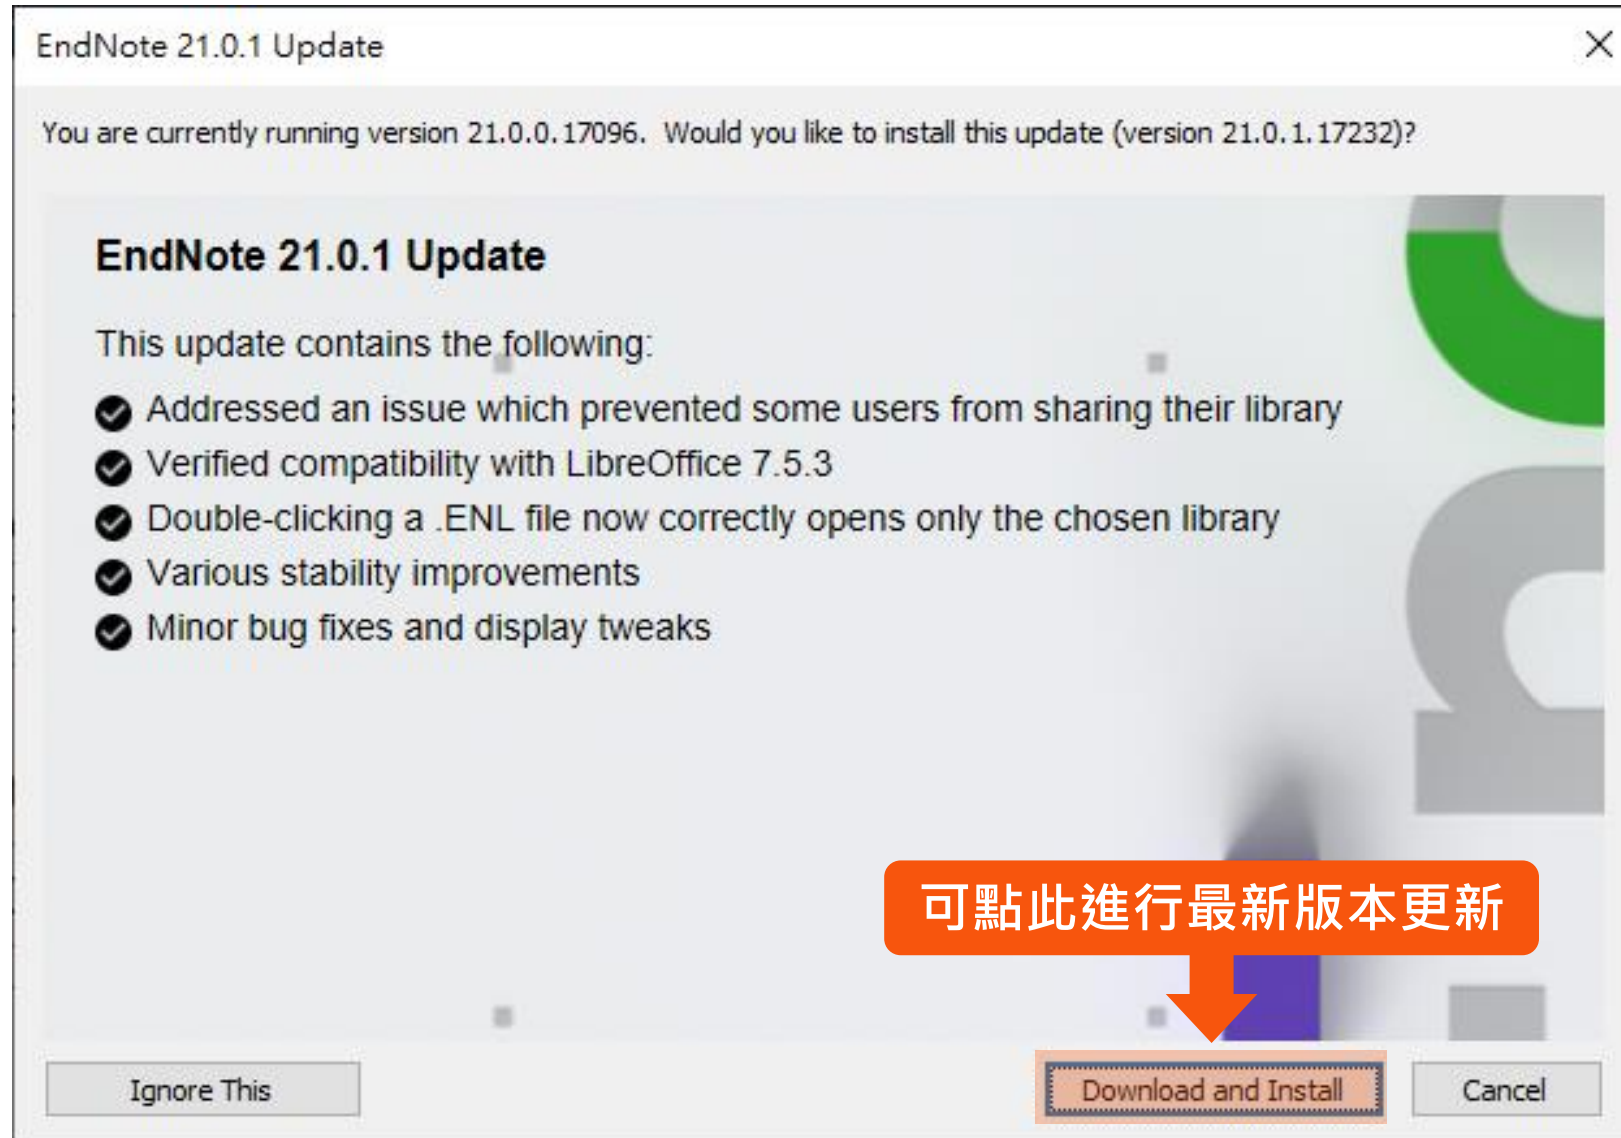 EndNote 21.0.1 Update
You are currently running version 21.0.0.17096. Would you like to install this update (version 21.0.1.17232)?
EndNote 21.0.1 Update
This update contains the following:
Addressed an issue which prevented some users from sharing their library
Verified compatibility with LibreOffice 7.5.3
Double-clicking a .ENL file now correctly opens only the chosen library
Various stability improvements
Minor bug fixes and display tweaks
可點此進行最新版本更新
Ignore This
Download and Install
Cancel